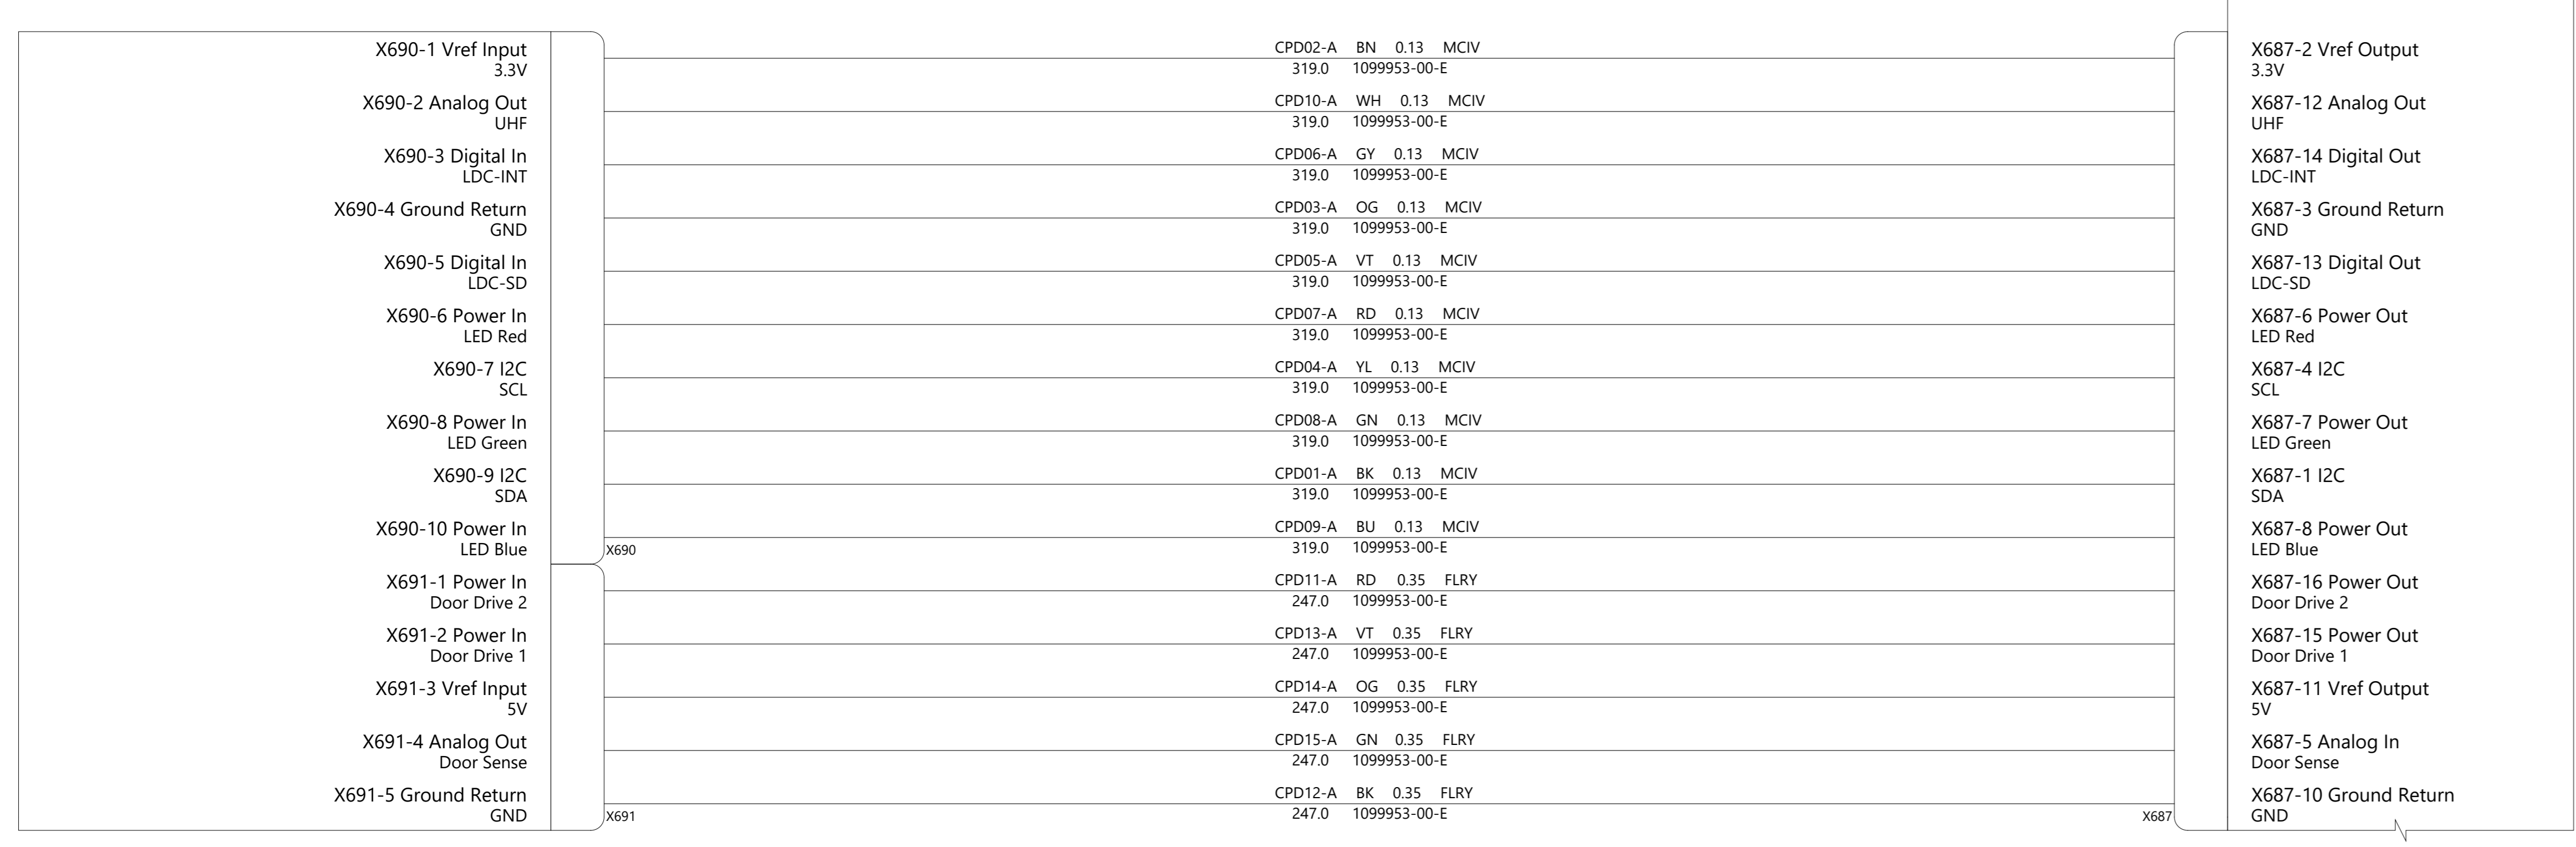 X690-1 Vref Input CPD02-A BN 0.13 MCIV X687-2 Vref Output
3.3V 319.0 1099953-00-E 3.3V
X690-2 Analog Out CPD10-A WH 0.13 MCIV X687-12 Analog Out
UHF 319.0 1099953-00-E UHF
X690-3 Digital In CPD06-A GY 0.13 MCIV X687-14 Digital Out
LDC-INT 319.0 1099953-00-E LDC-INT
X690-4 Ground Return CPD03-A OG 0.13 MCIV X687-3 Ground Return
GND 319.0 1099953-00-E GND
X690-5 Digital In CPD05-A VT 0.13 MCIV X687-13 Digital Out
LDC-SD 319.0 1099953-00-E LDC-SD
X690-6 Power In CPD07-A RD 0.13 MCIV X687-6 Power Out
LED Red 319.0 1099953-00-E LED Red
X690-7 I2C CPD04-A YL 0.13 MCIV X687-4 I2C
SCL 319.0 1099953-00-E SCL
X690-8 Power In CPD08-A GN 0.13 MCIV X687-7 Power Out
LED Green 319.0 1099953-00-E LED Green
X690-9 I2C CPD01-A BK 0.13 MCIV X687-1 I2C
SDA 319.0 1099953-00-E SDA
X690-10 Power In CPD09-A BU 0.13 MCIV X687-8 Power Out
LED Blue X690 319.0 1099953-00-E LED Blue
X691-1 Power In CPD11-A RD 0.35 FLRY X687-16 Power Out
Door Drive 2 247.0 1099953-00-E Door Drive 2
X691-2 Power In CPD13-A VT 0.35 FLRY X687-15 Power Out
Door Drive 1 247.0 1099953-00-E Door Drive 1
X691-3 Vref Input CPD14-A OG 0.35 FLRY X687-11 Vref Output
5V 247.0 1099953-00-E 5V
X691-4 Analog Out CPD15-A GN 0.35 FLRY X687-5 Analog In
Door Sense 247.0 1099953-00-E Door Sense
X691-5 Ground Return CPD12-A BK 0.35 FLRY X687-10 Ground Return
GND X691 247.0 1099953-00-E X687 GND